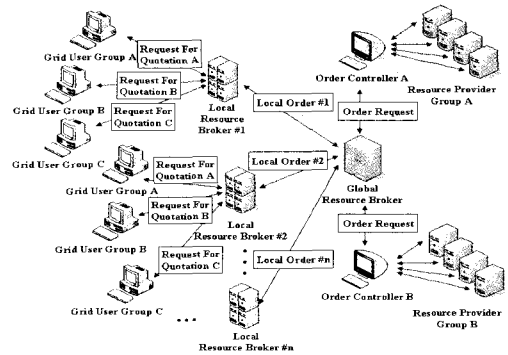 Grid User Group A
Request For
Quotation A
Grid User Group B
Request For
Quotation B
Request For
Quotation C
Grid User Group C
Local
Resource
Broker #1
Local Order #1
Order Controller A
Resource Provider
Group A
Order Request
Grid User Group A
Request For
Quotation A
Local Order #2
Global
Resource Broker
Request For
Quotation B
Grid User Group B
Local
Resource Broker #2
Order Request
Request For
Quotation C
Local Order #n
Grid User Group C
Order Controller B
Resource Provider
Group B
Local
Resource Broker #n